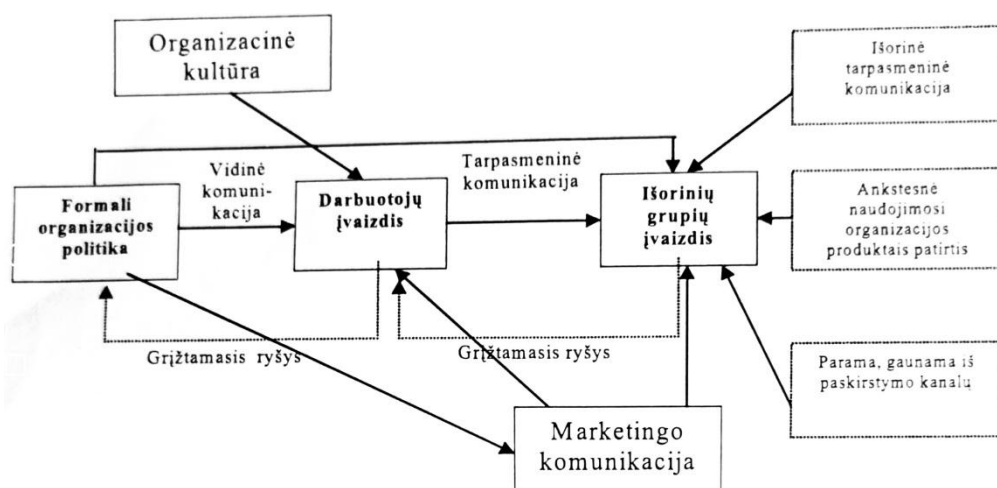 Organizacinė
kultūra
Išorinė
tarpasmeninė
komunikacija
Vidinė
komuni-
kacija
Tarpasmeninė
komunikacija
Formali
organizacijos
politika
Darbuotojų
įvaizdis
Išorinių
grupių
įvaizdis
Ankstesnė
naudojimosi
organizacijos
produktais patirtis
Grįžtamasis ryšys
Grįžtamasis ryšys
Parama, gaunama iš
paskirstymo kanalų
Marketingo
komunikacija